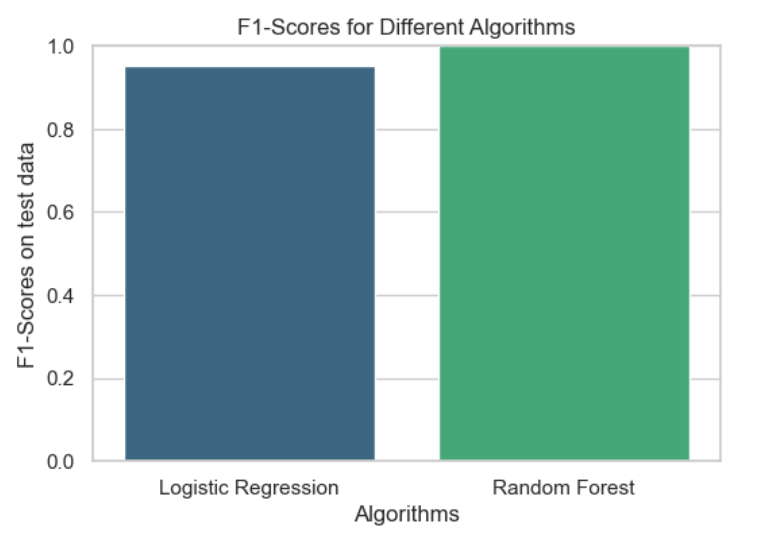 F1-Scores for Different Algorithms
1.0
0.8
0.6
0.4
0.2
0.0
F1-Scores on test data
Logistic Regression
Random Forest
Algorithms